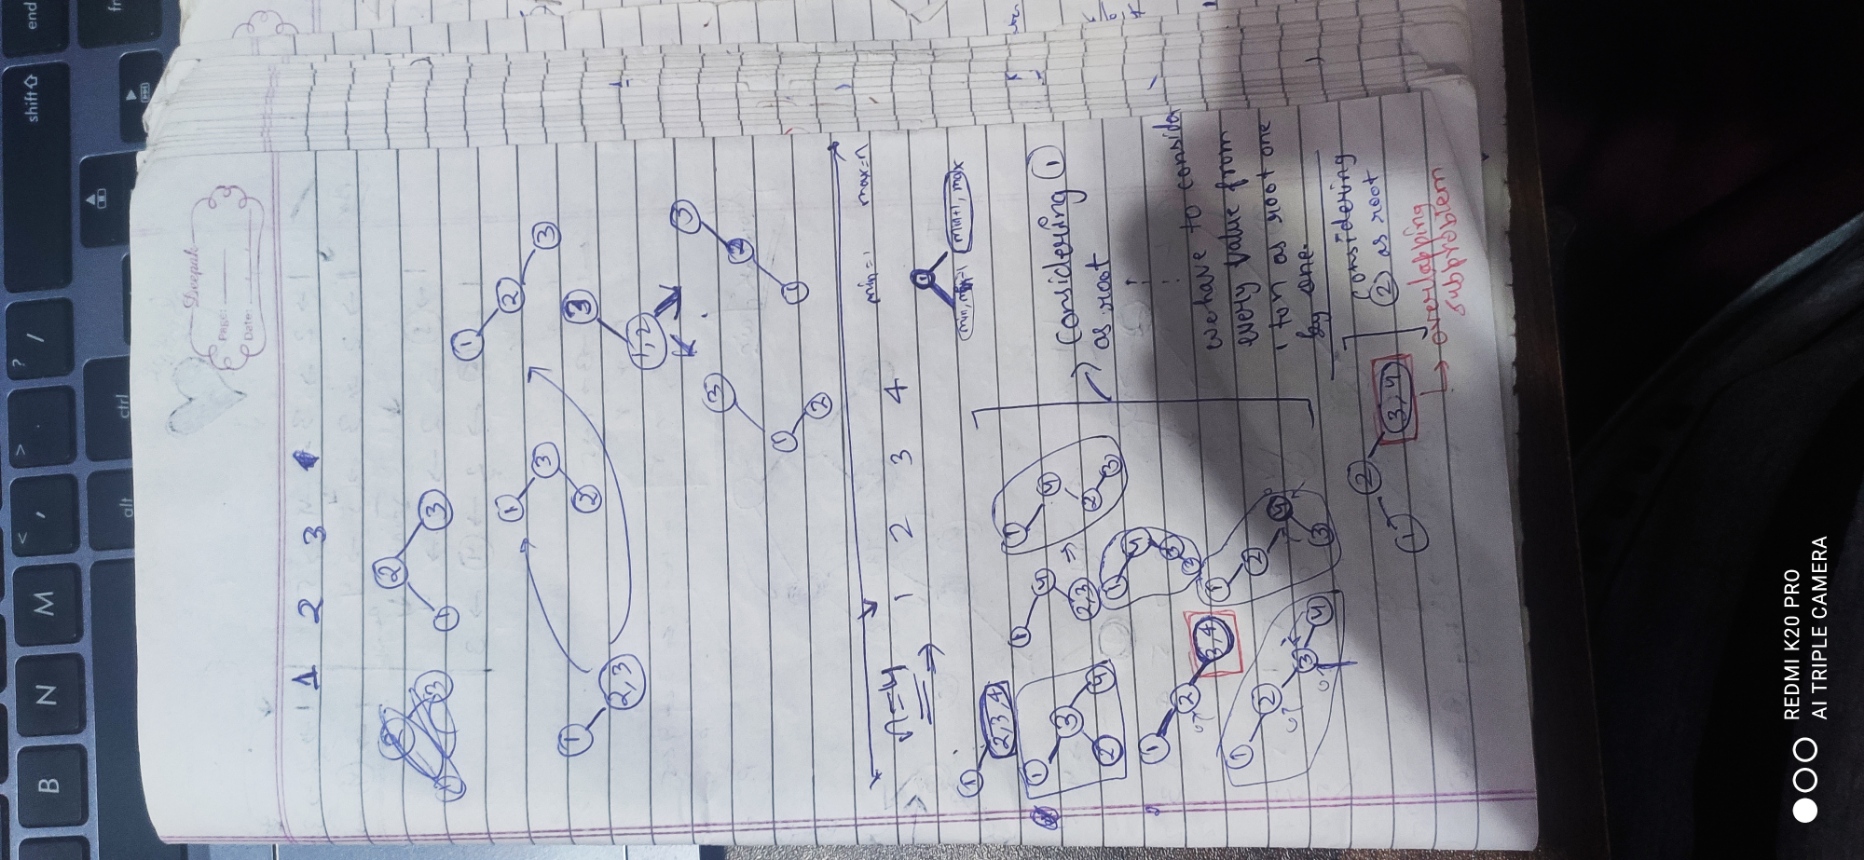 B N M < , > . ? / shift end
alt ctrl fr
Deepak
Page:
Date:
1 2 3
2
1 3
2
1 3
1
2
3
1
3
2
1
2,3
3
1,2
3
1
2
3
2
1
min=1 max=n
n=4
1 2 3 4
1
min+1, max
1
2,3,4
1
3
2 4
1
4
2,3
1
4
2
3
Considering 1
as root
1
4
3
2
1
2
3,4
we have to consider
every value from
1 to n as root one
by one.
1
2
3
4
1
2
4
3
considering
2 as root
2
1 3,4
overlapping
subproblem
REDMI K20 PRO
AI TRIPLE CAMERA